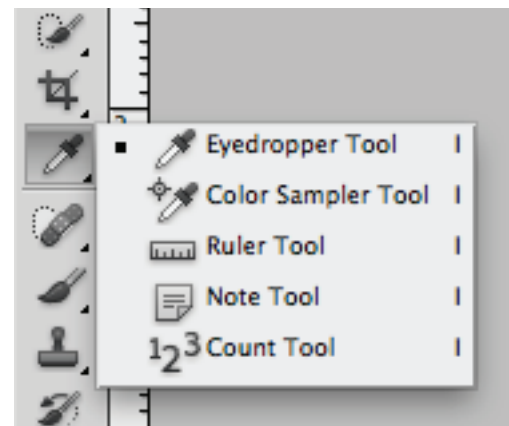 Eyedropper Tool I
Color Sampler Tool I
Ruler Tool I
Note Tool I
123 Count Tool I